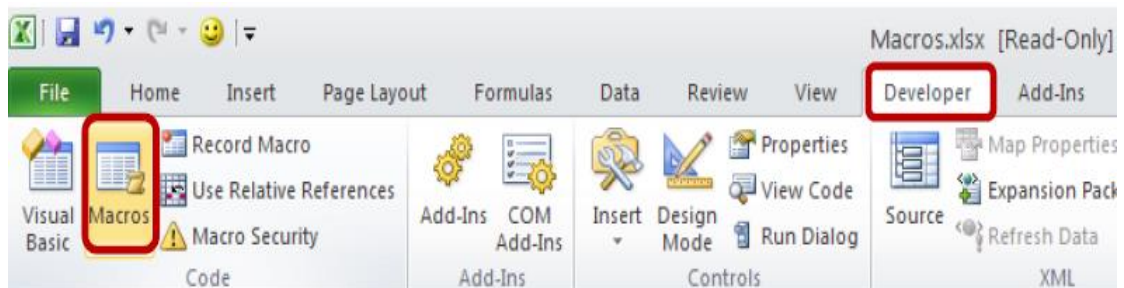 Macros.xlsx [Read-Only]
File Home Insert Page Layout Formulas Data Review View Developer Add-Ins
Visual Basic
Macros
Record Macro
Use Relative References
Macro Security
Code
Add-Ins
COM Add-Ins
Add-Ins
Insert
Design Mode
Properties
View Code
Run Dialog
Controls
Source
Map Properties
Expansion Pack
Refresh Data
XML